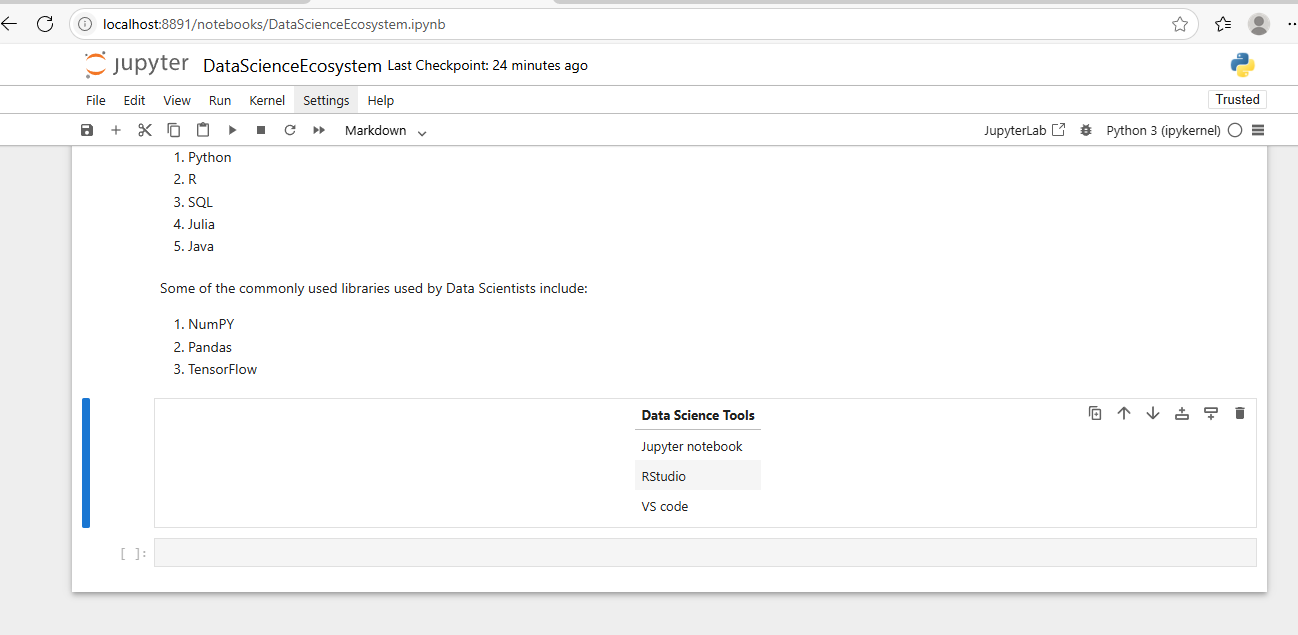 localhost:8891/notebooks/DataScienceEcosystem.ipynb
jupyter DataScienceEcosystem Last Checkpoint: 24 minutes ago
File Edit View Run Kernel Settings Help Trusted
Markdown JupyterLab Python 3 (ipykernel)
1. Python
2. R
3. SQL
4. Julia
5. Java
Some of the commonly used libraries used by Data Scientists include:
1. NumPY
2. Pandas
3. TensorFlow
Data Science Tools
Jupyter notebook
RStudio
VS code
[ ]: